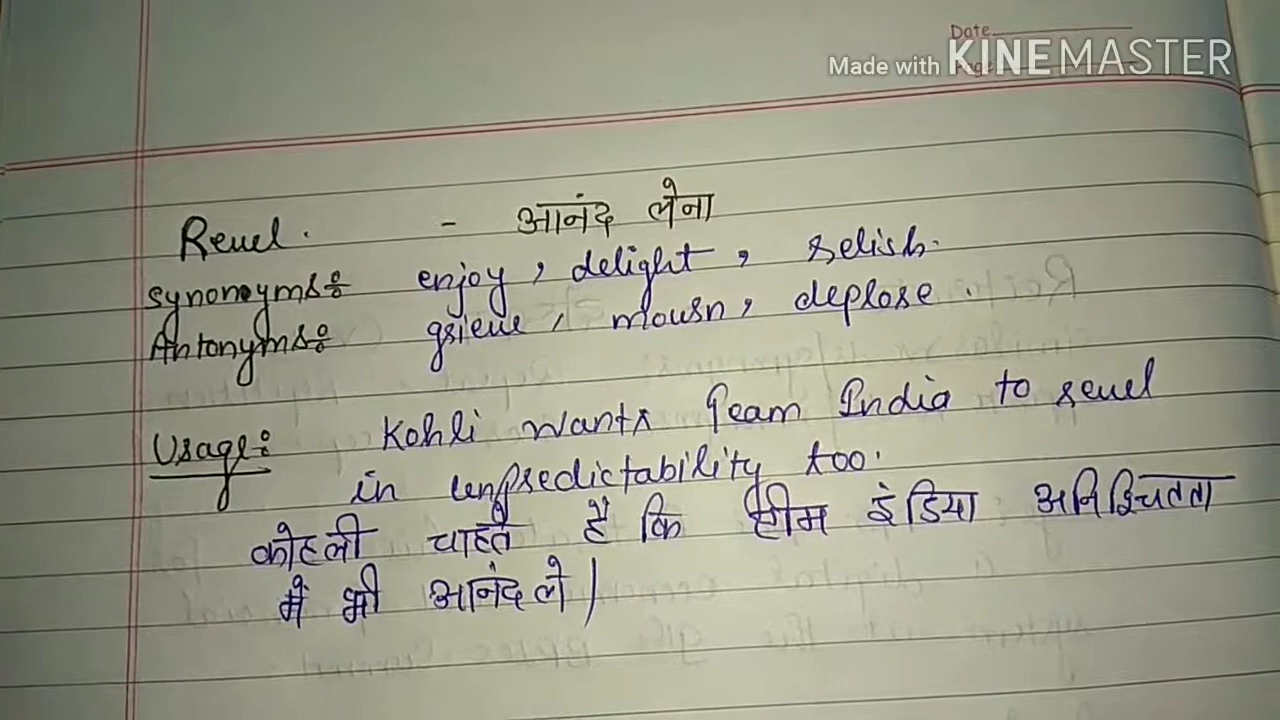 Date
Made with KINEMASTER
Revel. - आनंद लेना
Synonyms: enjoy, delight, relish.
Antonyms: grieve, mourn, deplore.
Usage: Kohli wants Team India to revel
in unpredictability too.
कोहली चाहते हैं कि टीम इंडिया अनिश्चितता
में भी आनंद ले।